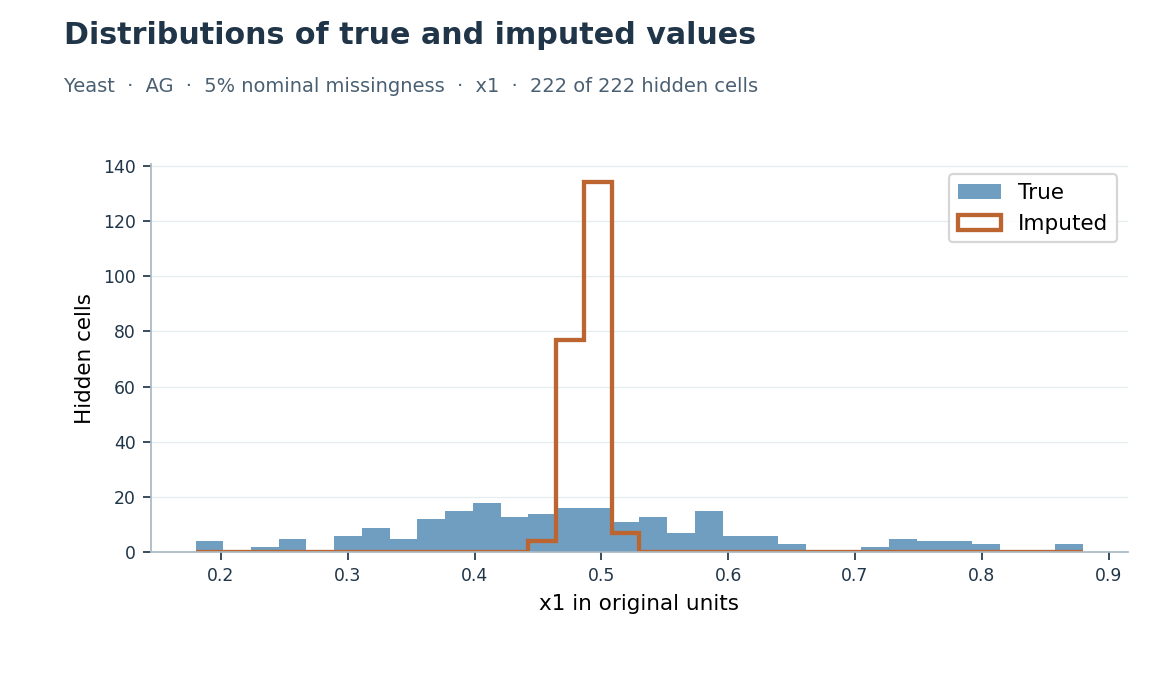 Distributions of true and imputed values
Yeast · AG · 5% nominal missingness · x1 · 222 of 222 hidden cells
140
120
100
80
60
40
20
0
Hidden cells
True
Imputed
0.2 0.3 0.4 0.5 0.6 0.7 0.8 0.9
x1 in original units